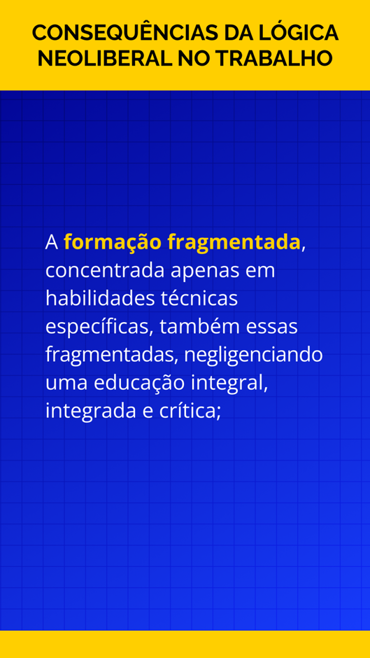 CONSEQUÊNCIAS DA LÓGICA
NEOLIBERAL NO TRABALHO
A formação fragmentada,
concentrada apenas em
habilidades técnicas
específicas, também essas
fragmentadas, negligenciando
uma educação integral,
integrada e crítica;